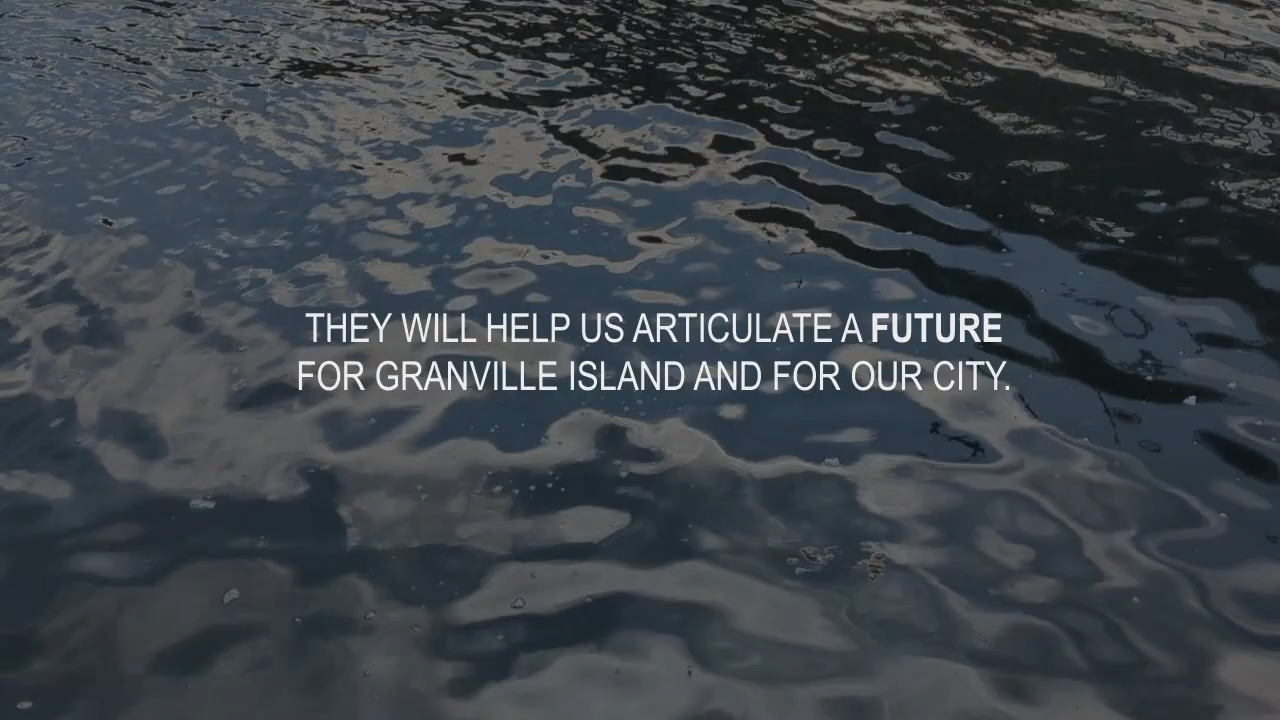 THEY WILL HELP US ARTICULATE A FUTURE
FOR GRANVILLE ISLAND AND FOR OUR CITY.